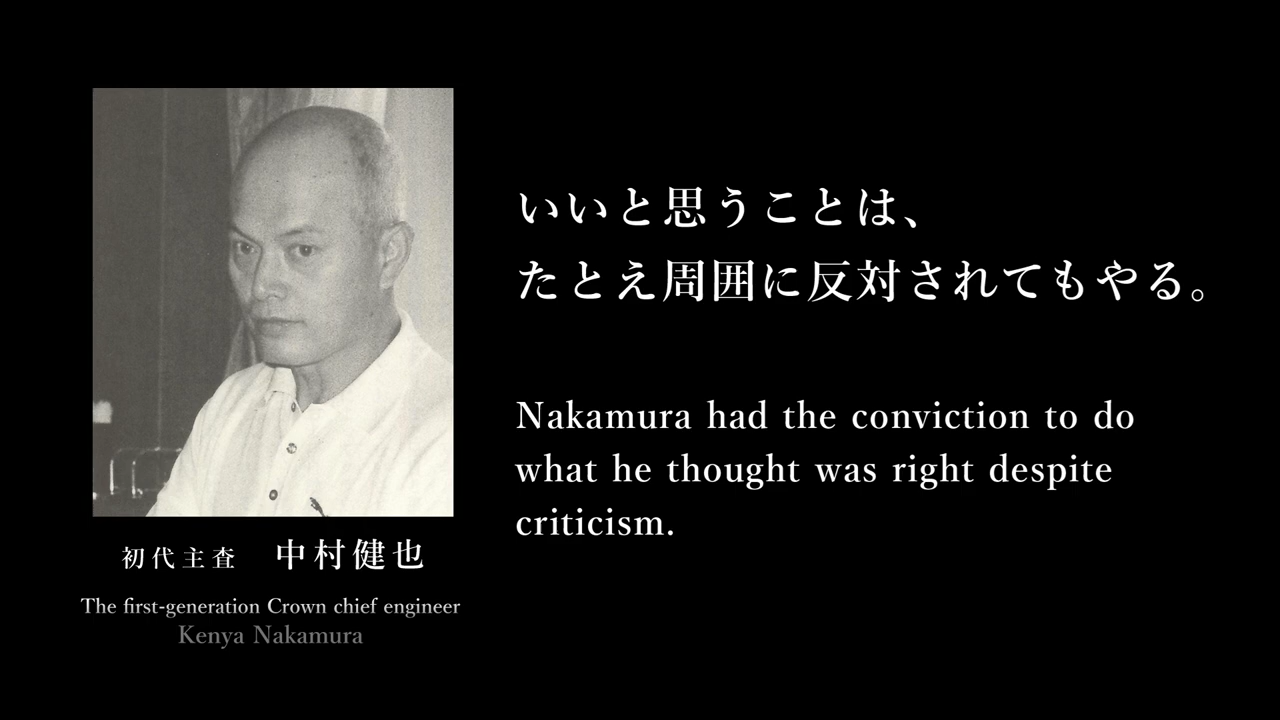 いいと思うことは、
たとえ周囲に反対されてもやる。
Nakamura had the conviction to do
what he thought was right despite
criticism.
初代主査 中村健也
The first-generation Crown chief engineer
Kenya Nakamura